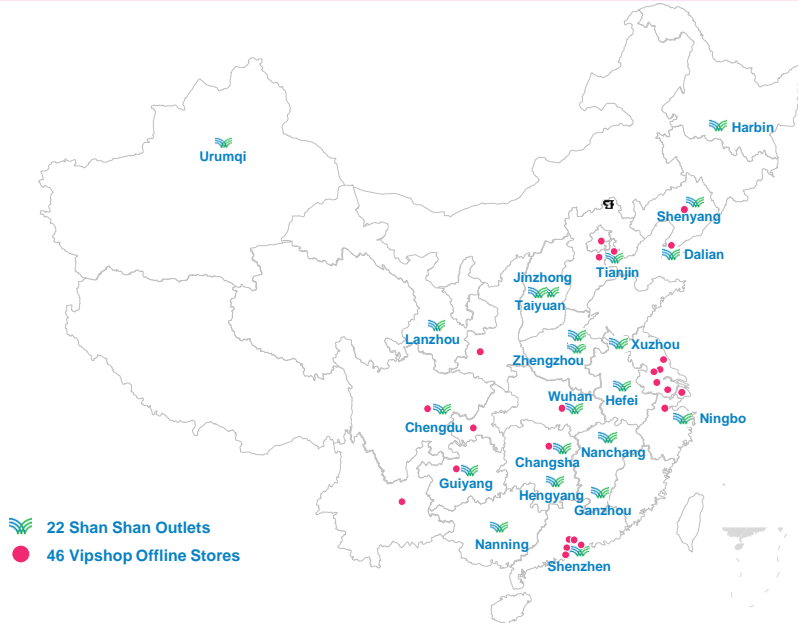 Harbin
Urumqi
Shenyang
Dalian
Tianjin
Jinzhong
Taiyuan
Lanzhou
Xuzhou
Zhengzhou
Wuhan
Hefei
Ningbo
Chengdu
Changsha
Nanchang
Guiyang
Hengyang
Ganzhou
22 Shan Shan Outlets
Nanning
46 Vipshop Offline Stores
Shenzhen